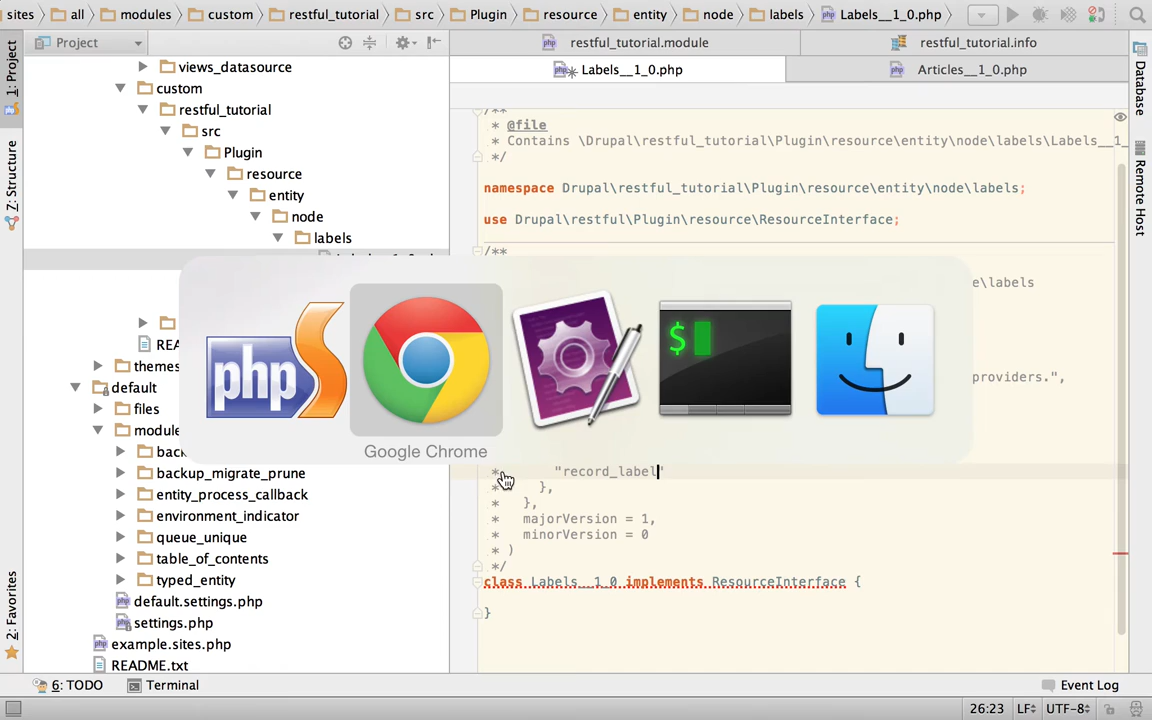 sites all modules custom restful_tutorial src Plugin resource entity node labels Labels__1_0.php
Project
restful_tutorial.module
restful_tutorial.info
Labels__1_0.php
Articles__1_0.php
1: Project
Z: Structure
2: Favorites
Database
Remote Host
views_datasource
custom
restful_tutorial
src
Plugin
resource
entity
node
labels
REA
themes
default
files
module
bac
backup_migrate_prune
entity_process_callback
environment_indicator
queue_unique
table_of_contents
typed_entity
default.settings.php
settings.php
example.sites.php
README.txt
/**
* @file
* Contains \Drupal\restful_tutorial\Plugin\resource\entity\node\labels\Labels__1_
*/
namespace Drupal\restful_tutorial\Plugin\resource\entity\node\labels;
use Drupal\restful\Plugin\resource\ResourceInterface;
/**
e\labels
providers.",
php
$
Google Chrome
* "record_label"
* },
* },
* majorVersion = 1,
* minorVersion = 0
* )
*/
class Labels__1_0 implements ResourceInterface {
}
6: TODO
Terminal
Event Log
26:23 LF UTF-8